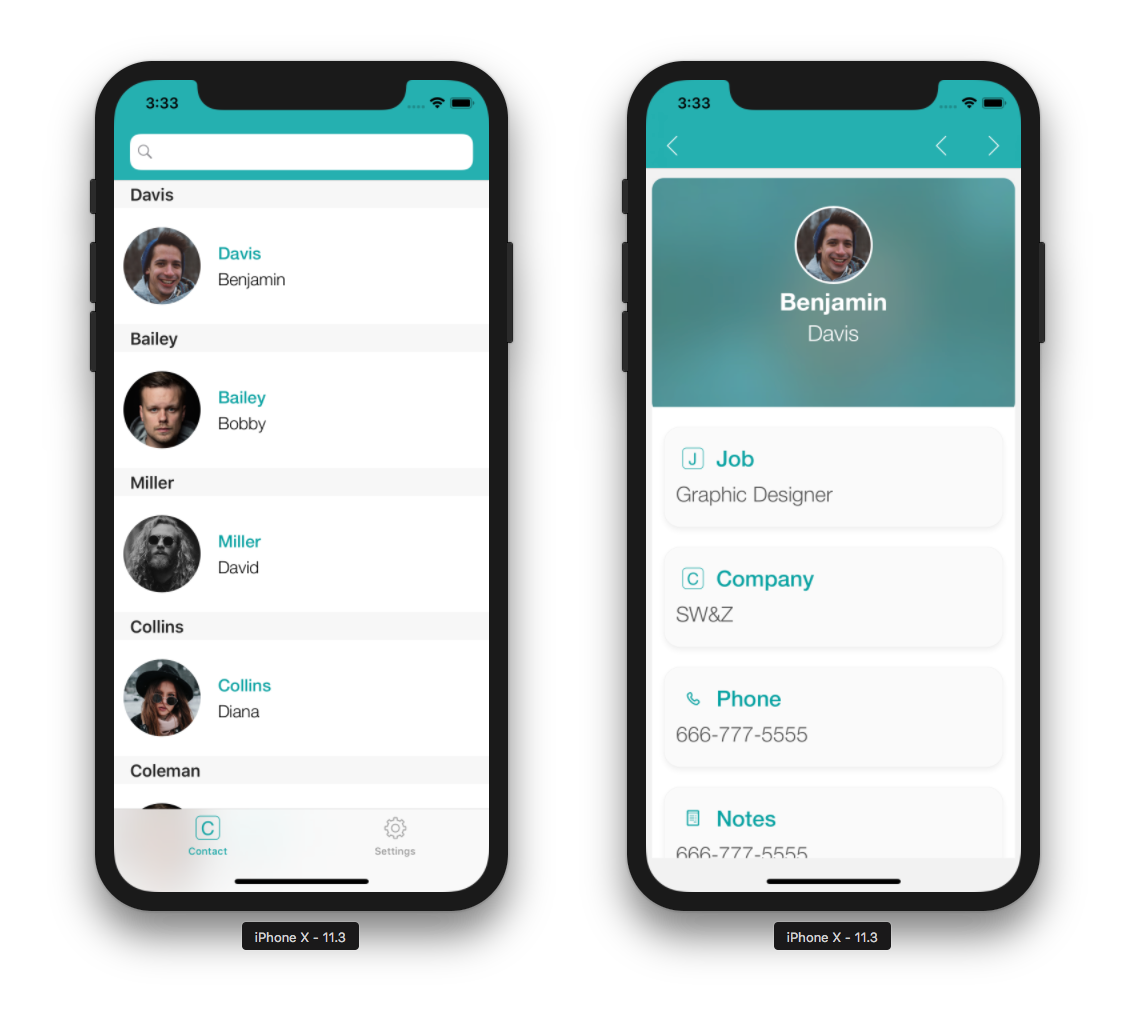 3:33
Davis
Davis
Benjamin
Bailey
Bailey
Bobby
Miller
Miller
David
Collins
Collins
Diana
Coleman
C
Contact
Settings
iPhone X - 11.3
3:33
Benjamin
Davis
J Job
Graphic Designer
C Company
SW&Z
Phone
666-777-5555
Notes
666-777-5555
iPhone X - 11.3